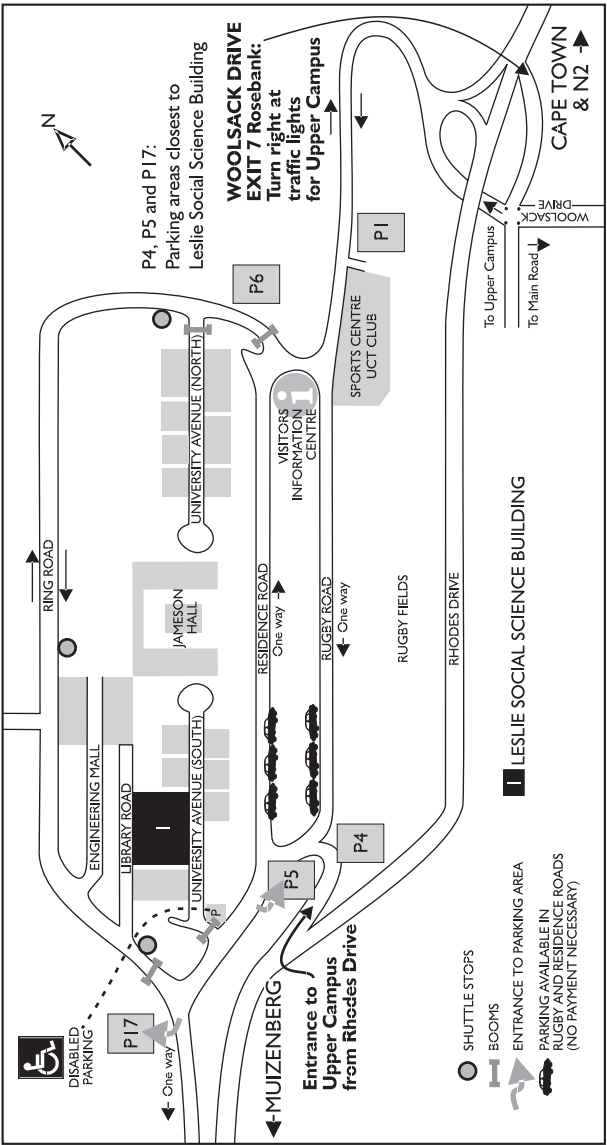 N
P4, P5 and P17:
Parking areas closest to
Leslie Social Science Building
WOOLSACK DRIVE
EXIT 7 Rosebank:
Turn right at
traffic lights
for Upper Campus
CAPE TOWN
& N2
WOOLSACK
DRIVE
To Upper Campus
To Main Road
P1
P6
SPORTS CENTRE
UCT CLUB
VISITORS
INFORMATION
CENTRE
i
UNIVERSITY AVENUE (NORTH)
RING ROAD
JAMESON
HALL
RESIDENCE ROAD
One way
RUGBY ROAD
One way
RUGBY FIELDS
RHODES DRIVE
ENGINEERING MALL
LIBRARY ROAD
1
UNIVERSITY AVENUE (SOUTH)
P
P5
P4
P17
DISABLED
PARKING
One way
MUIZENBERG
Entrance to
Upper Campus
from Rhodes Drive
1 LESLIE SOCIAL SCIENCE BUILDING
SHUTTLE STOPS
BOOMS
ENTRANCE TO PARKING AREA
PARKING AVAILABLE IN
RUGBY AND RESIDENCE ROADS
(NO PAYMENT NECESSARY)